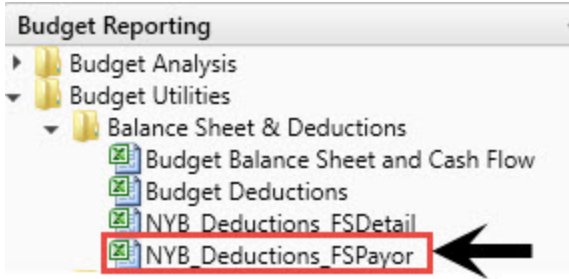 Budget Reporting
Budget Analysis
Budget Utilities
Balance Sheet & Deductions
Budget Balance Sheet and Cash Flow
Budget Deductions
NYB_Deductions_FSDetail
NYB_Deductions_FSPayor